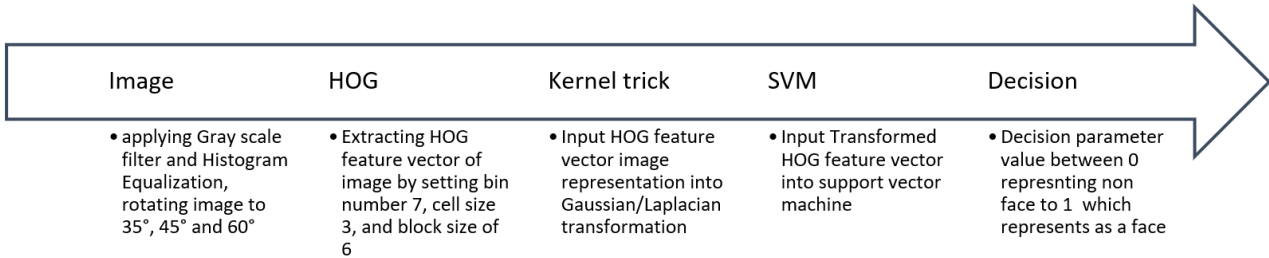 Image
HOG
Kernel trick
SVM
Decision
• applying Gray scale
filter and Histogram
Equalization,
rotating image to
35°, 45° and 60°
• Extracting HOG
feature vector of
image by setting bin
number 7, cell size
3, and block size of
6
• Input HOG feature
vector image
representation into
Gaussian/Laplacian
transformation
• Input Transformed
HOG feature vector
into support vector
machine
• Decision parameter
value between 0
represnting non
face to 1 which
represents as a face